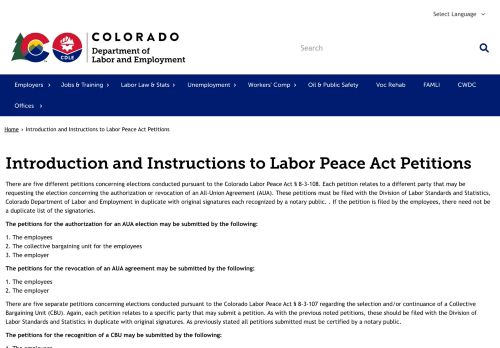 Select Language
COLORADO
Department of
Labor and Employment
CDLE
Search
Employers
Jobs & Training
Labor Law & Stats
Unemployment
Workers' Comp
Oil & Public Safety
Voc Rehab
FAMLI
CWDC
Offices
Home › Introduction and Instructions to Labor Peace Act Petitions
Introduction and Instructions to Labor Peace Act Petitions
There are five different petitions concerning elections conducted pursuant to the Colorado Labor Peace Act § 8-3-108. Each petition relates to a different party that may be
requesting the election concerning the authorization or revocation of an All-Union Agreement (AUA). These petitions must be filed with the Division of Labor Standards and Statistics,
Colorado Department of Labor and Employment in duplicate with original signatures each recognized by a notary public. . If the petition is filed by the employees, there need not be
a duplicate list of the signatories.
The petitions for the authorization for an AUA election may be submitted by the following:
1. The employees
2. The collective bargaining unit for the employees
3. The employer
The petitions for the revocation of an AUA agreement may be submitted by the following:
1. The employees
2. The employer
There are five separate petitions concerning elections conducted pursuant to the Colorado Labor Peace Act § 8-3-107 regarding the selection and/or continuance of a Collective
Bargaining Unit (CBU). Again, each petition relates to a specific party that may submit a petition. As with the previous noted petitions, these should be filed with the Division of
Labor Standards and Statistics in duplicate with original signatures. As previously stated all petitions submitted must be certified by a notary public.
The petitions for the recognition of a CBU may be submitted by the following:
1. The employees